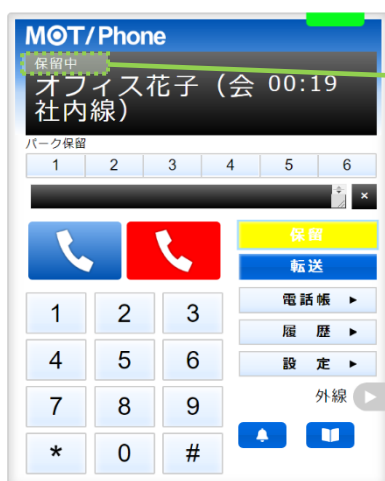 MOT/Phone
保留中
オフィス花子（会 00:19
社内線）
パーク保留
1 2 3 4 5 6
×
保留
転送
1 2 3
電話帳 ►
履 歴 ►
4 5 6
設 定 ►
7 8 9
外線
* 0 #